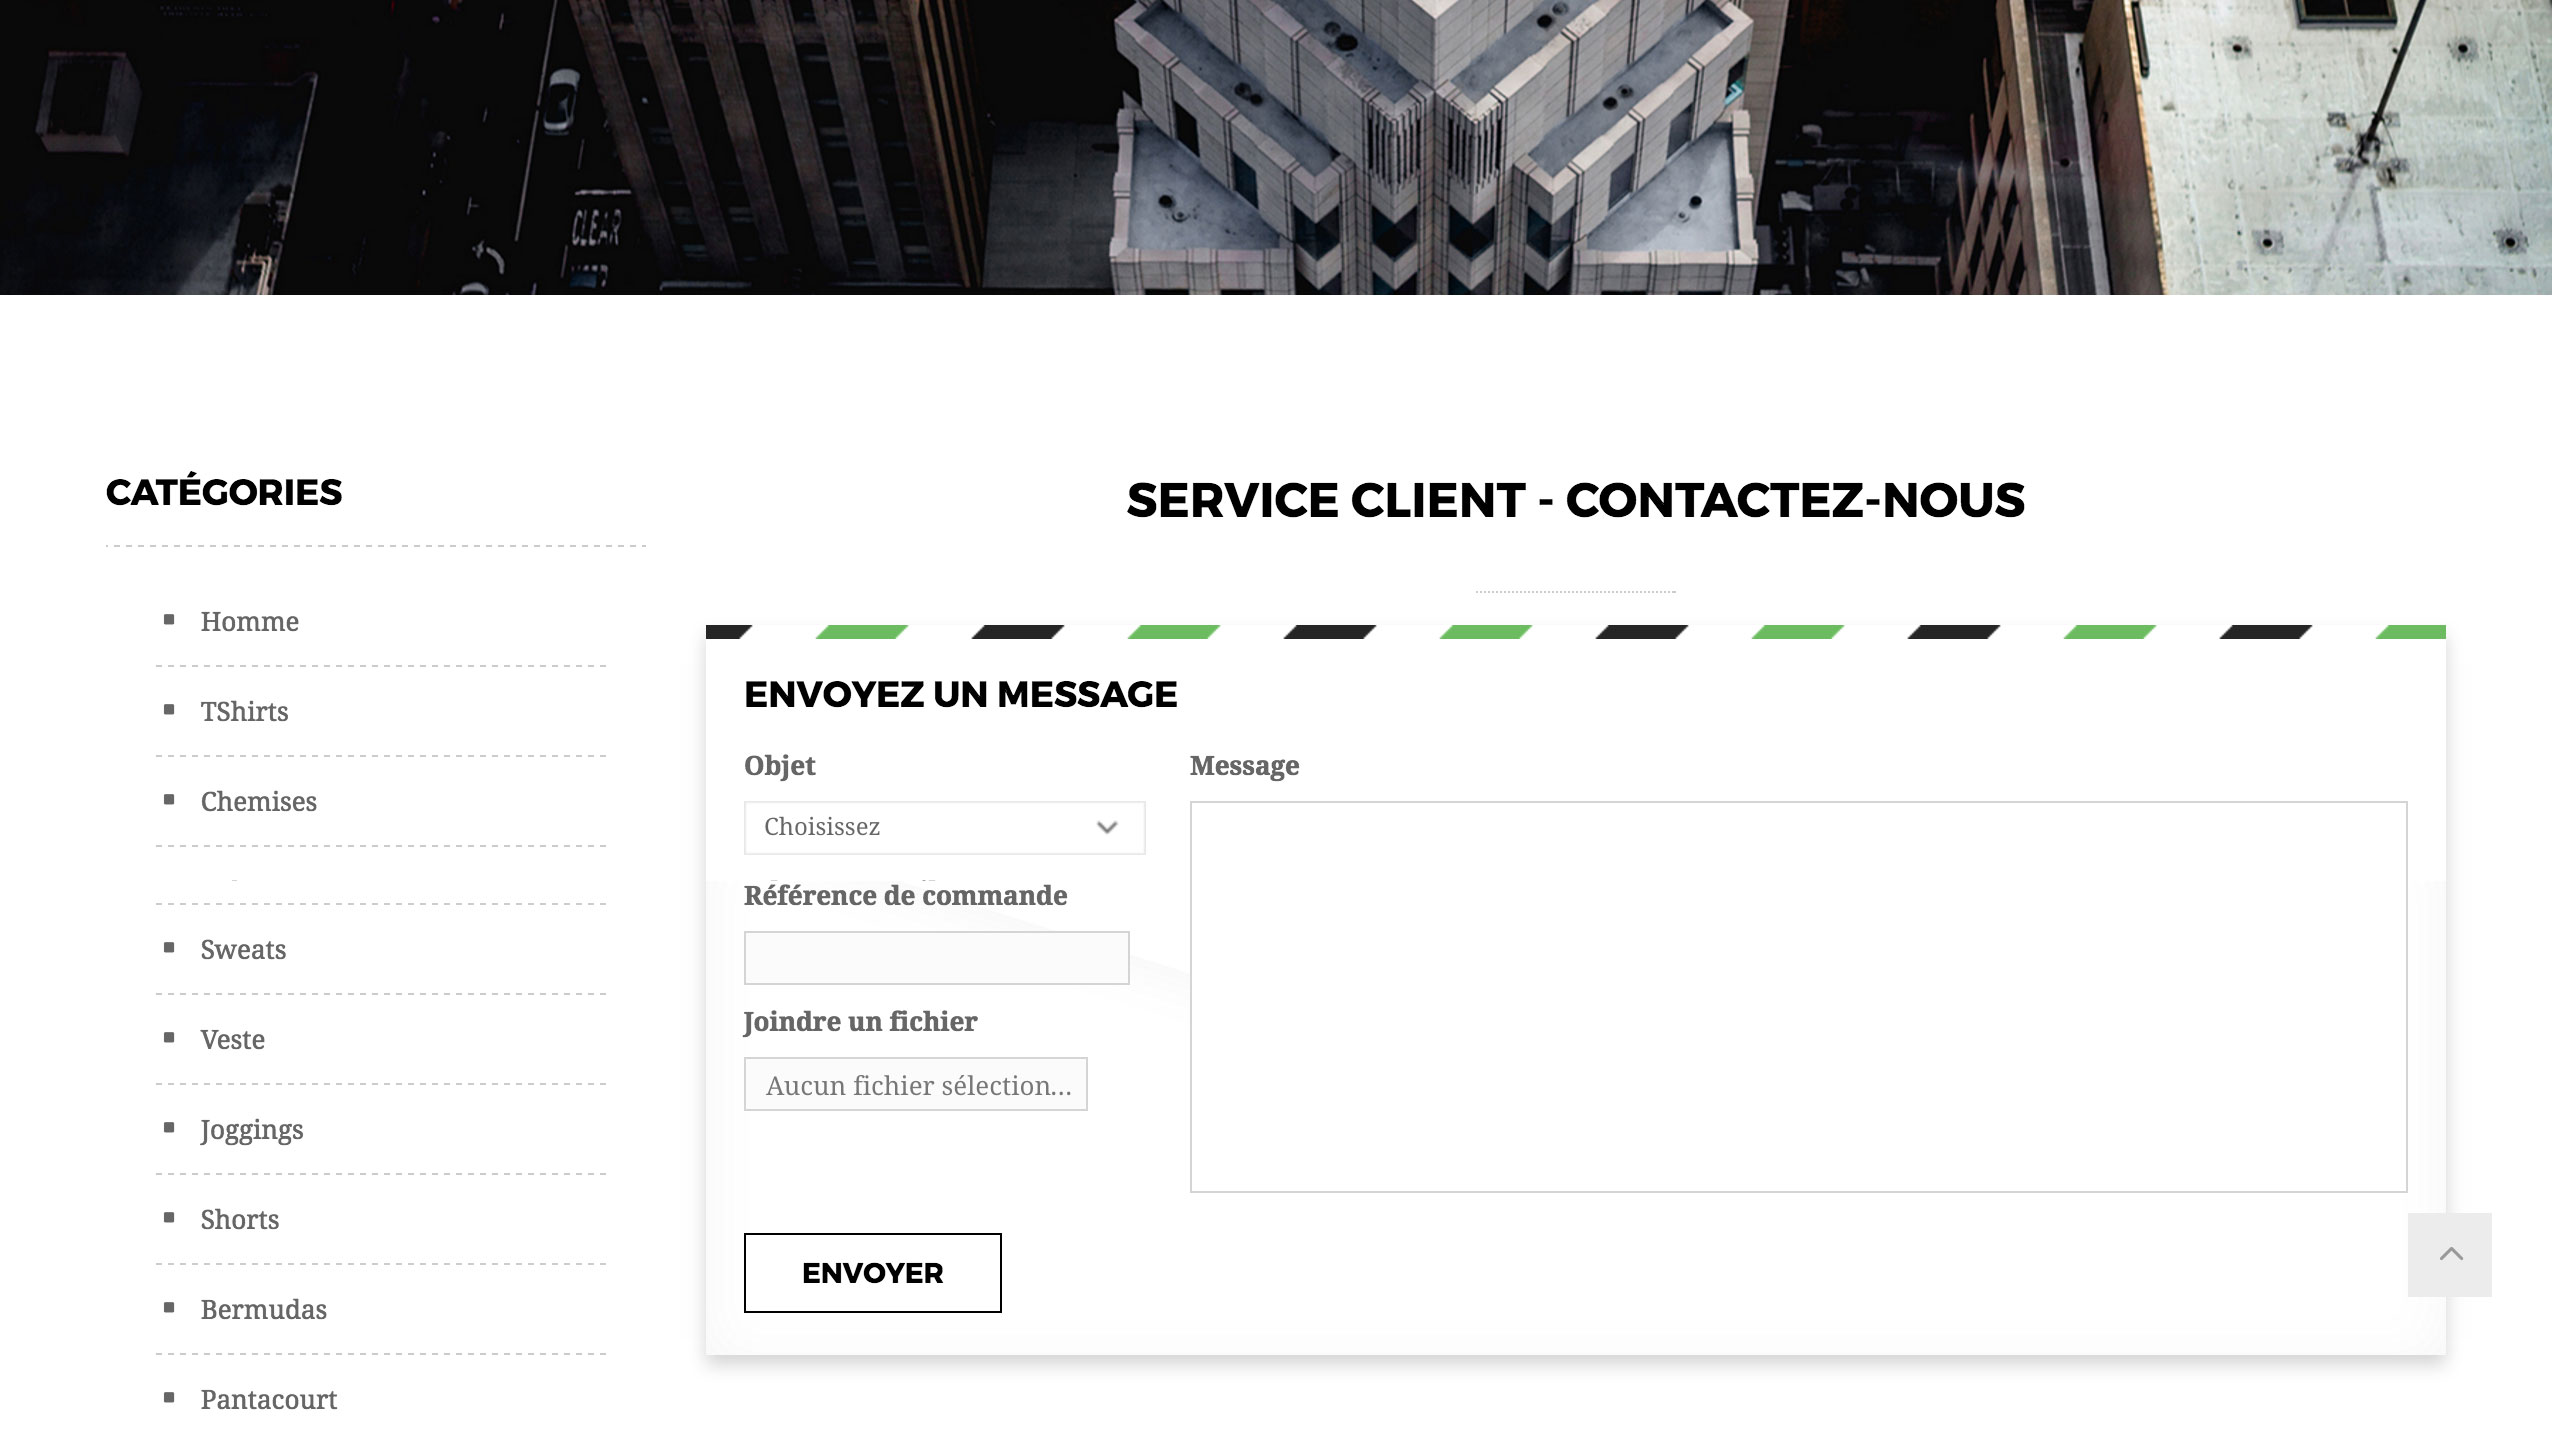 CLEAR
CATÉGORIES
Homme
TShirts
Chemises
Sweats
Veste
Joggings
Shorts
Bermudas
Pantacourt
SERVICE CLIENT - CONTACTEZ-NOUS
ENVOYEZ UN MESSAGE
Objet
Choisissez
Référence de commande
Joindre un fichier
Aucun fichier sélection...
Message
ENVOYER